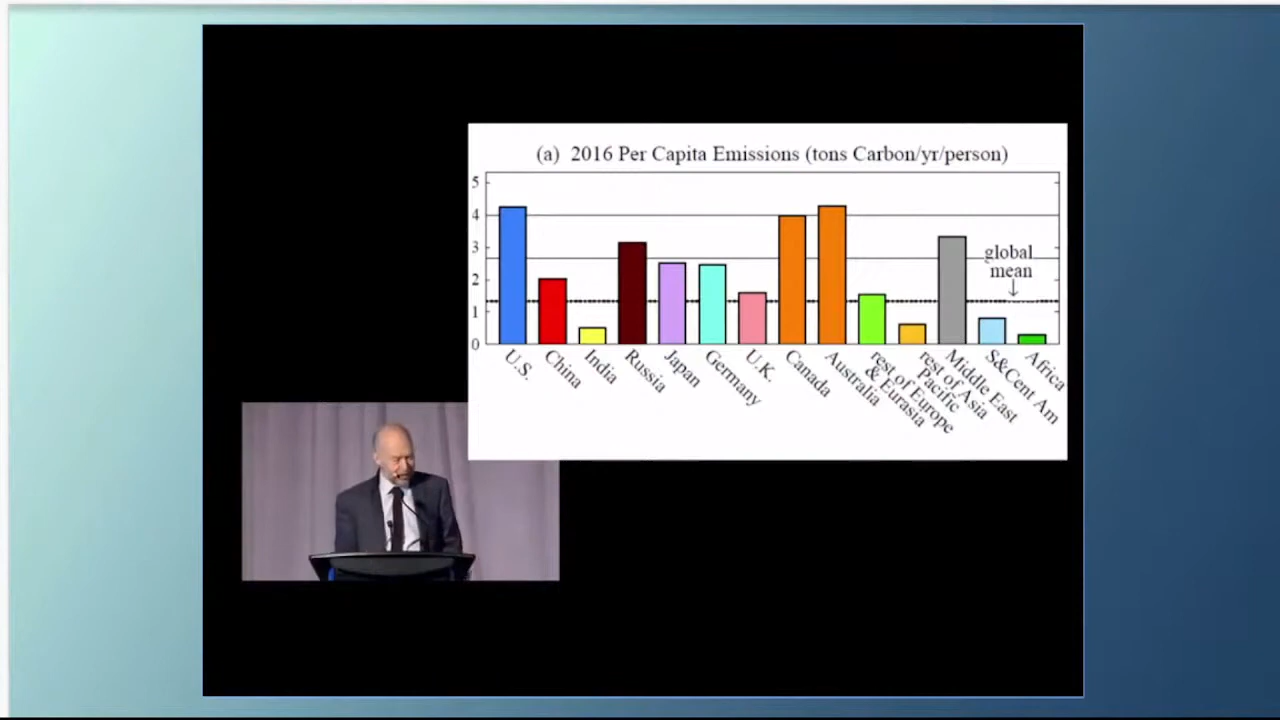 (a) 2016 Per Capita Emissions (tons Carbon/yr/person)
5
4
3
2
1
0
global
mean
U.S.
China
India
Russia
Japan
Germany
U.K.
Canada
Australia
rest of Europe
& Eurasia
rest of Asia
Pacific
Middle East
S&Cent Am
Africa